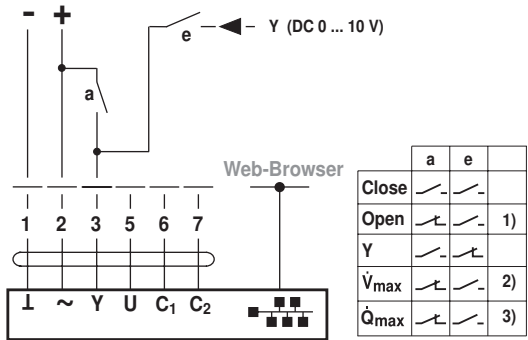 - +
e
Y (DC 0 ... 10 V)
a
Web-Browser
1 2 3 5 6 7
⊥ ~ Y U C₁ C₂
a e
Close
Open 1)
Y
V̇max 2)
Q̇max 3)